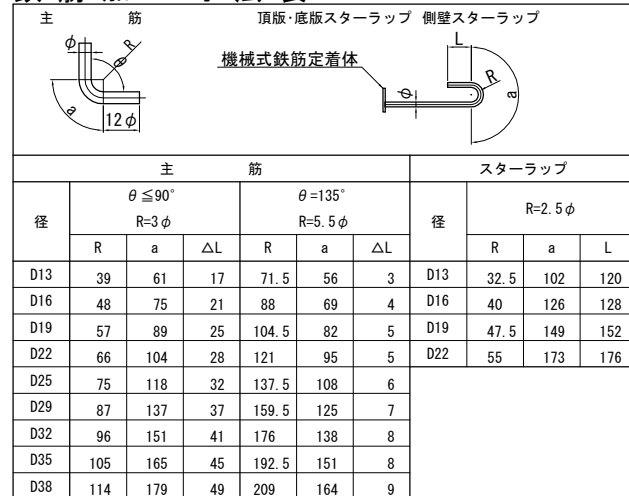 主 筋 頂版・底版スターラップ 側壁スターラップ
φ R θ a 12φ
機械式鉄筋定着体 φ L R a
主 筋 スターラップ
径 θ≦90° θ=135° 径 R=2.5φ
R=3φ R=5.5φ
R a △L R a △L R a L
D13 39 61 17 71.5 56 3 D13 32.5 102 120
D16 48 75 21 88 69 4 D16 40 126 128
D19 57 89 25 104.5 82 5 D19 47.5 149 152
D22 66 104 28 121 95 5 D22 55 173 176
D25 75 118 32 137.5 108 6
D29 87 137 37 159.5 125 7
D32 96 151 41 176 138 8
D35 105 165 45 192.5 151 8
D38 114 179 49 209 164 9